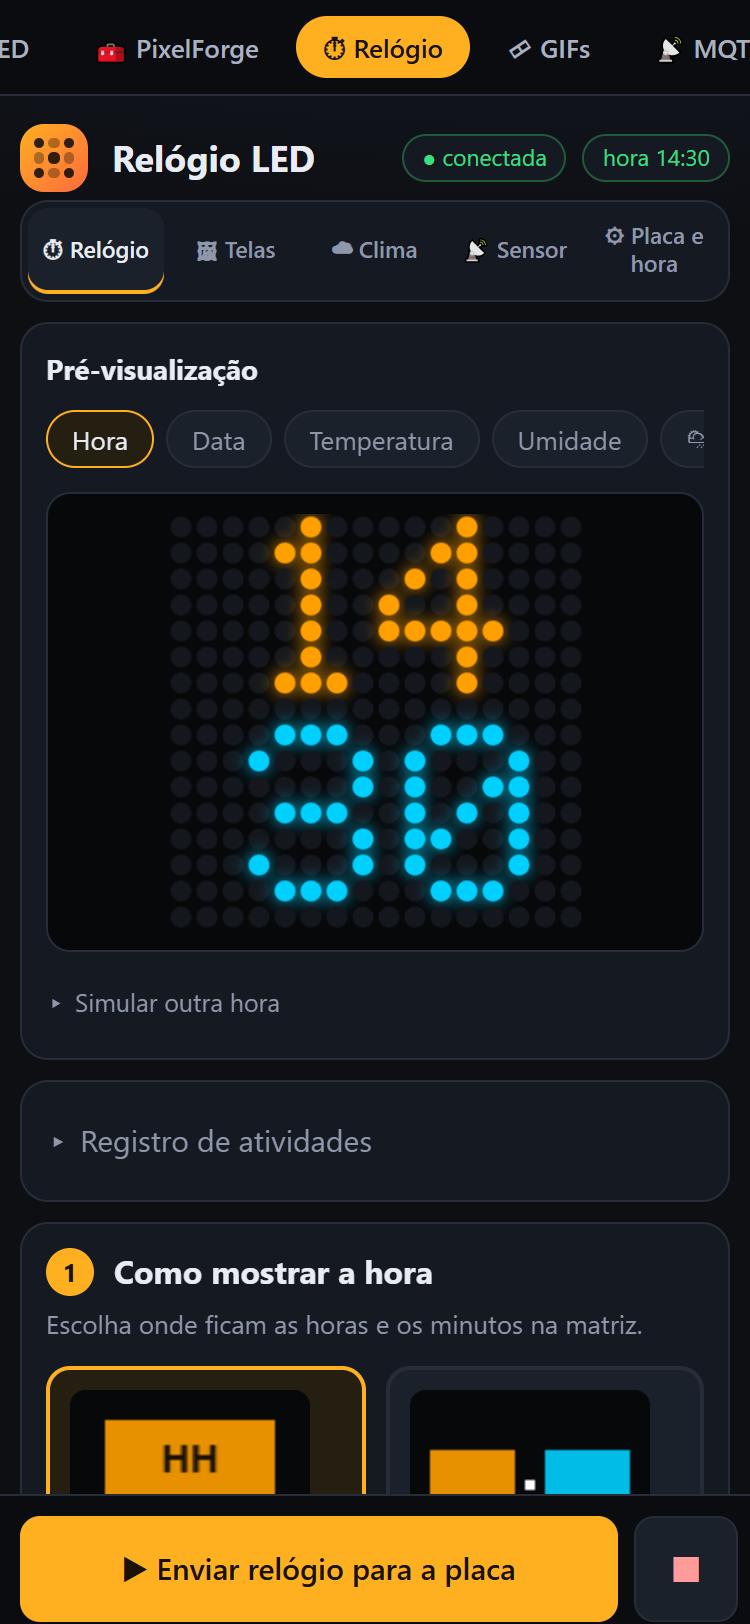 ED
PixelForge
Relógio
GIFs
MQT
Relógio LED
conectada
hora 14:30
Relógio
Telas
Clima
Sensor
Placa e
hora
Pré-visualização
Hora
Data
Temperatura
Umidade
14
30
Simular outra hora
Registro de atividades
1
Como mostrar a hora
Escolha onde ficam as horas e os minutos na matriz.
HH
Enviar relógio para a placa